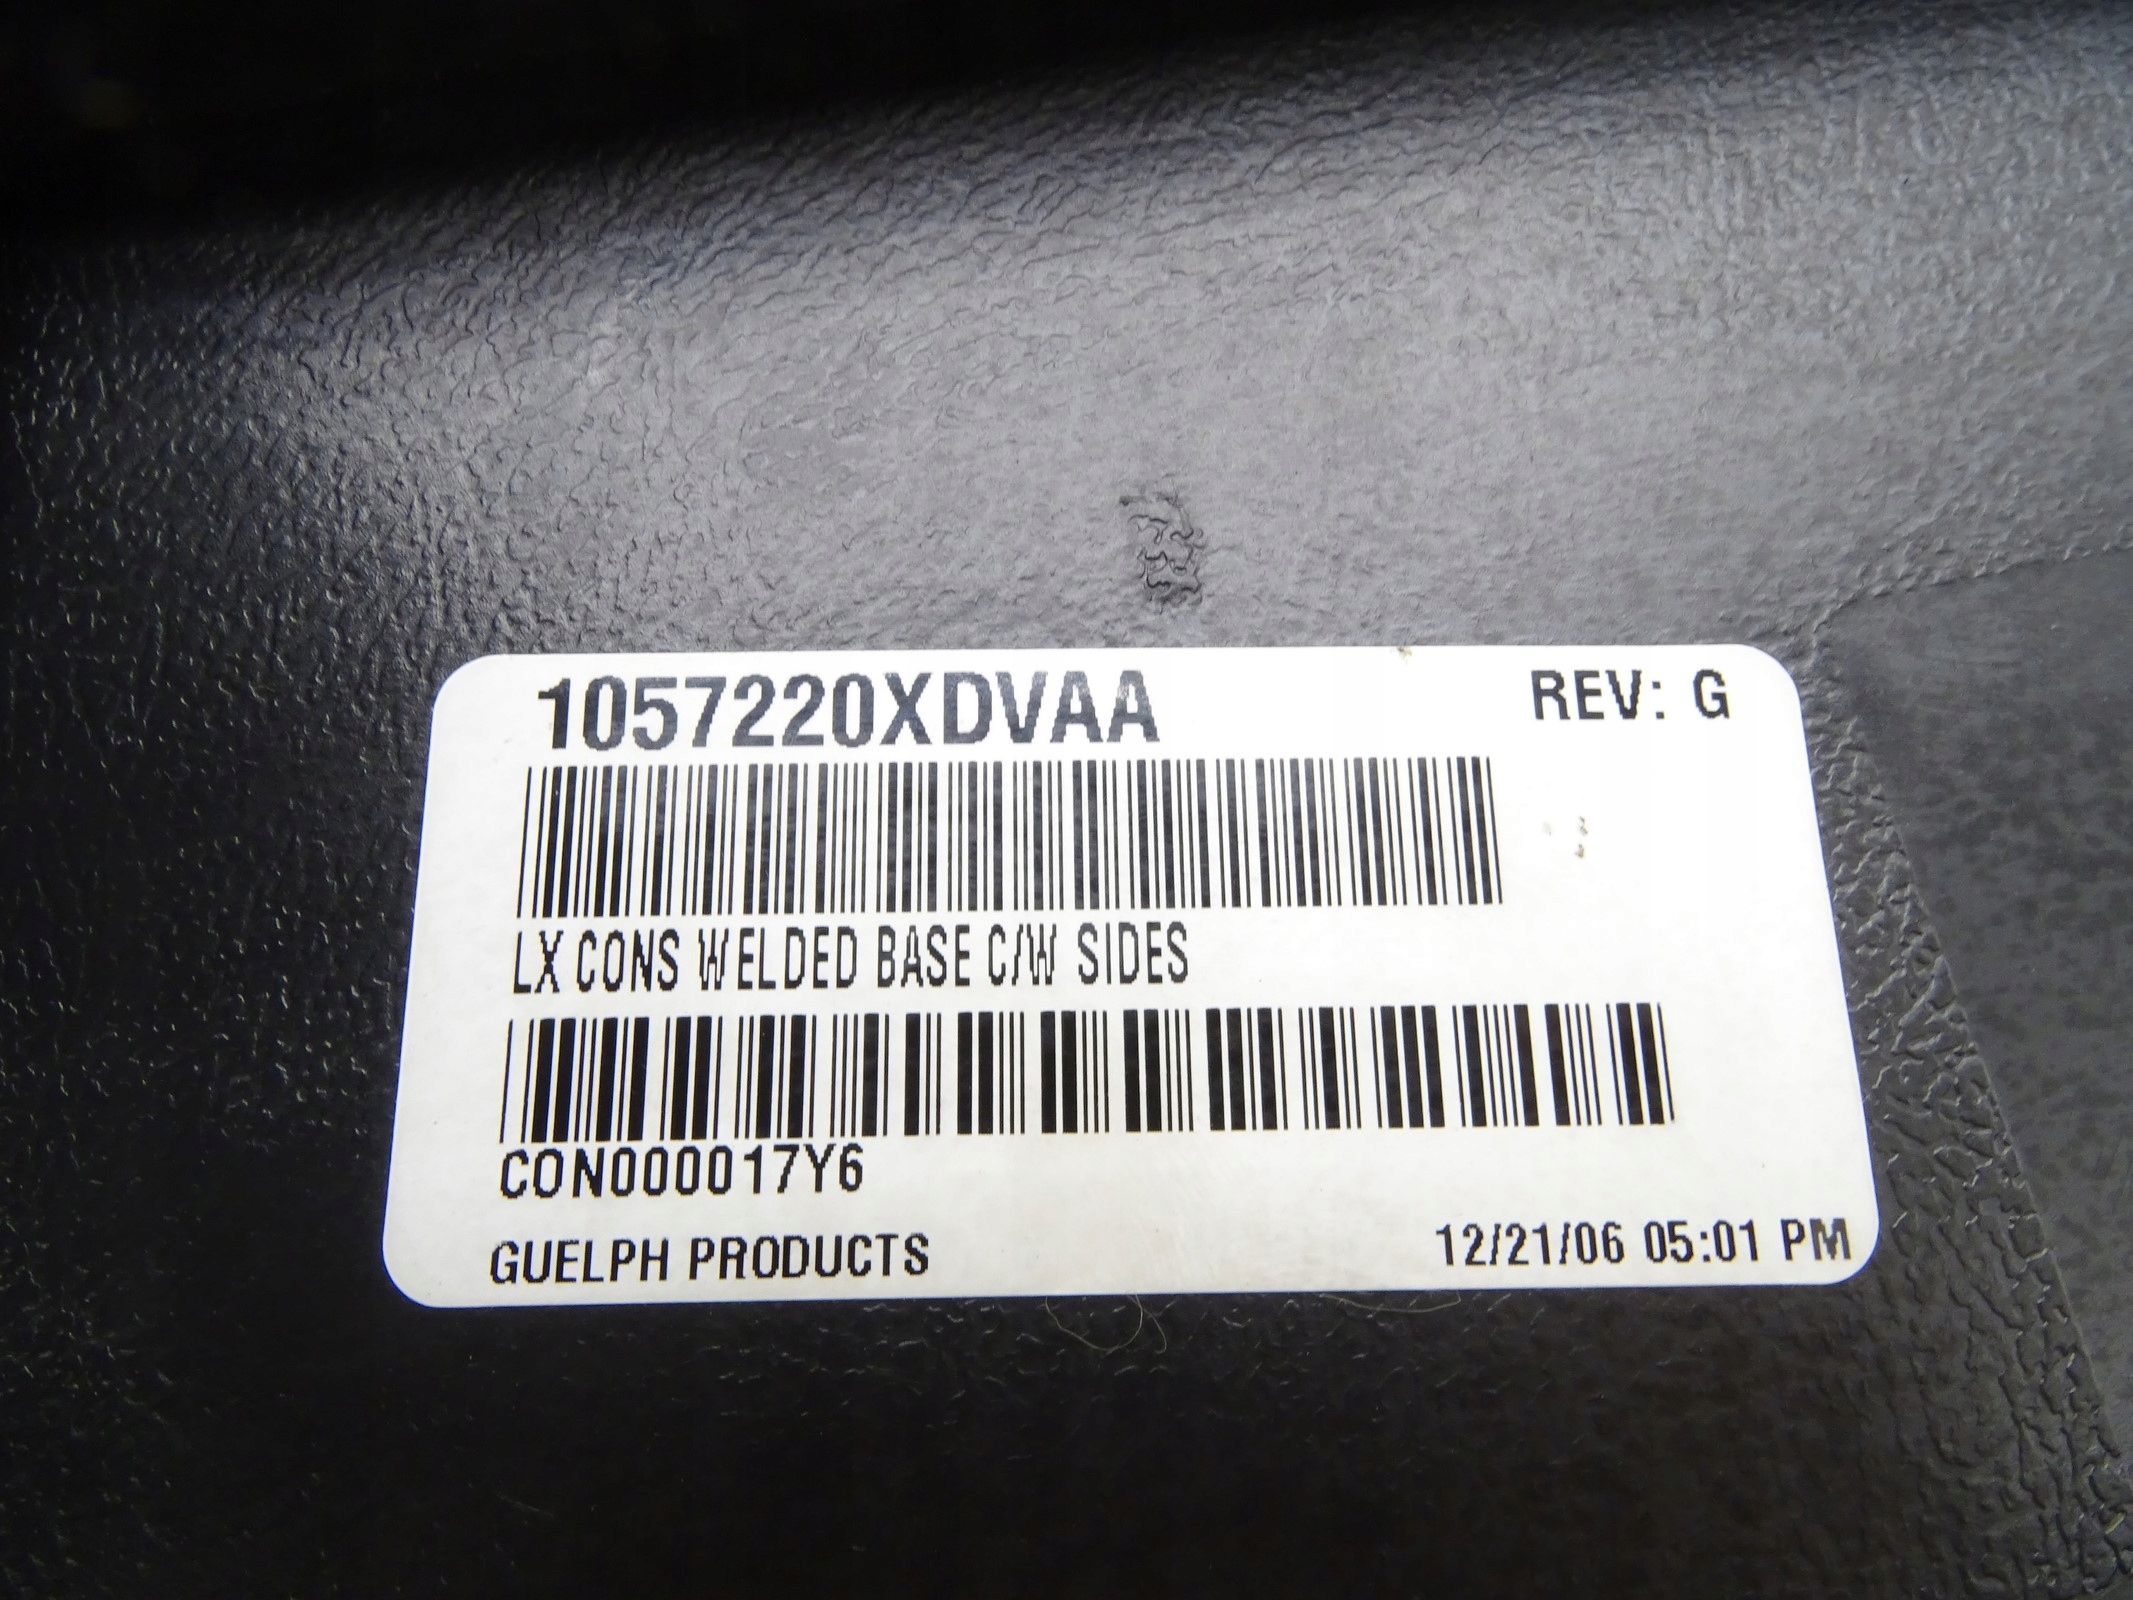 1057220XDVAA REV: G
LX CONS WELDED BASE C/W SIDES
CON000017Y6
GUELPH PRODUCTS 12/21/06 05:01 PM